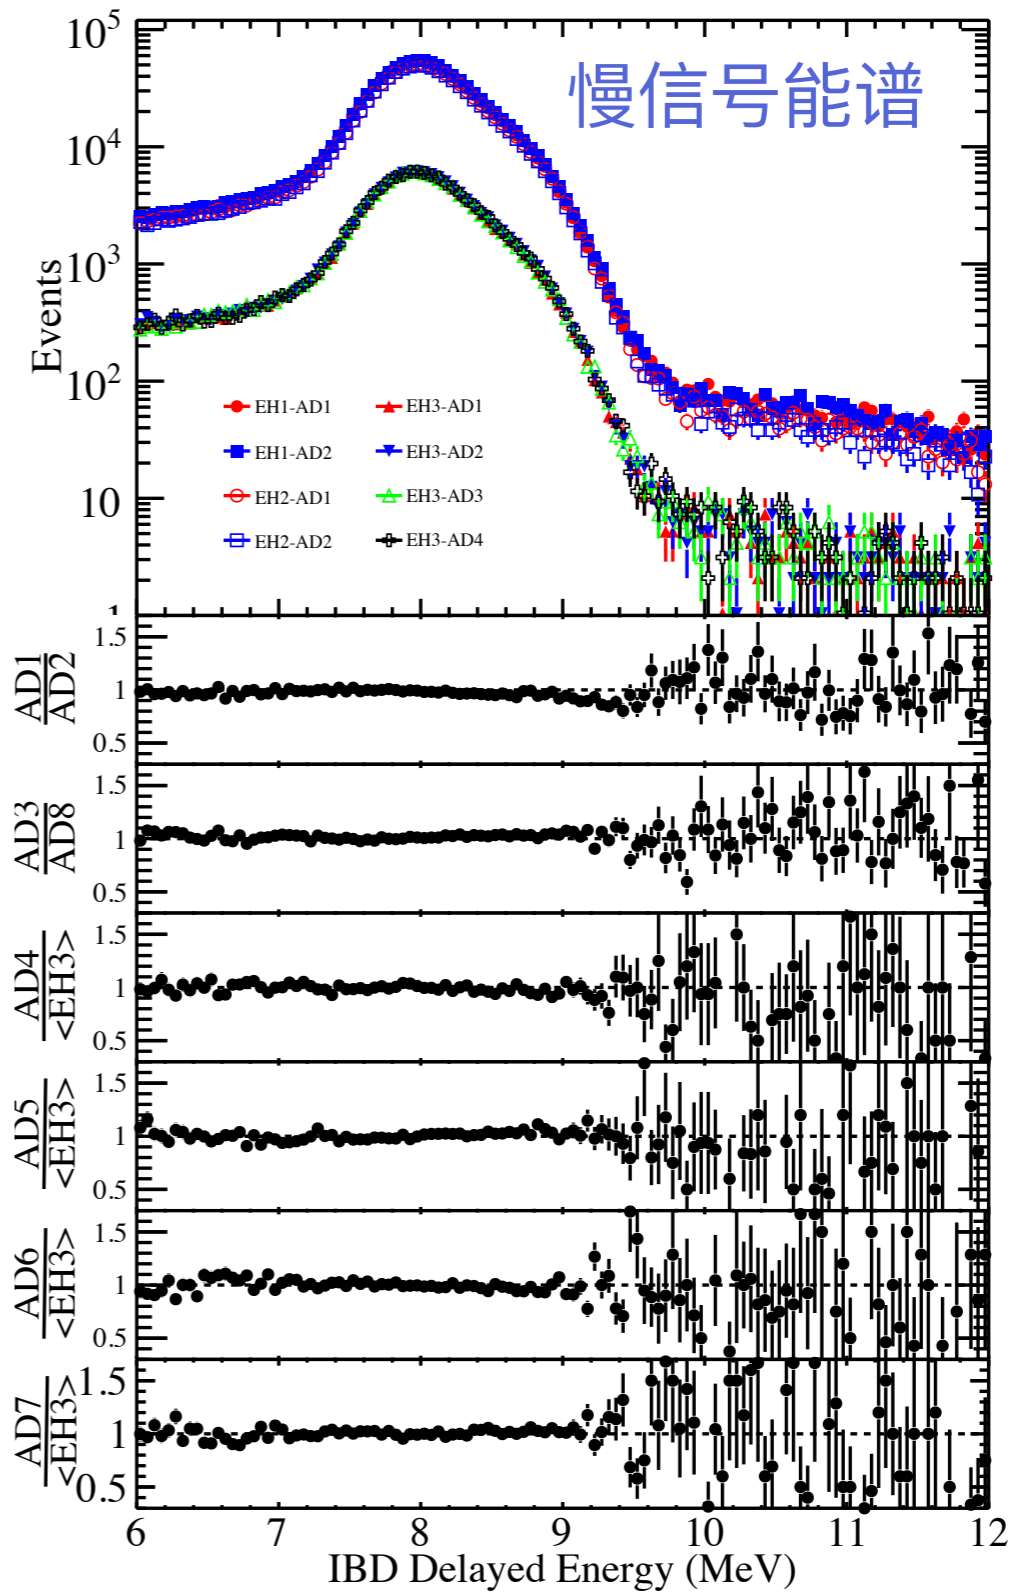 10^5
慢信号能谱
10^4
10^3
Events
10^2
EH1-AD1
EH3-AD1
EH1-AD2
EH3-AD2
EH2-AD1
EH3-AD3
EH2-AD2
EH3-AD4
10
1
AD1
AD2
1.5
1
0.5
AD3
AD8
1.5
1
0.5
AD4
<EH3>
1.5
1
0.5
AD5
<EH3>
1.5
1
0.5
AD6
<EH3>
1.5
1
0.5
AD7
<EH3>
1.5
1
0.5
6 7 8 9 10 11 12
IBD Delayed Energy (MeV)